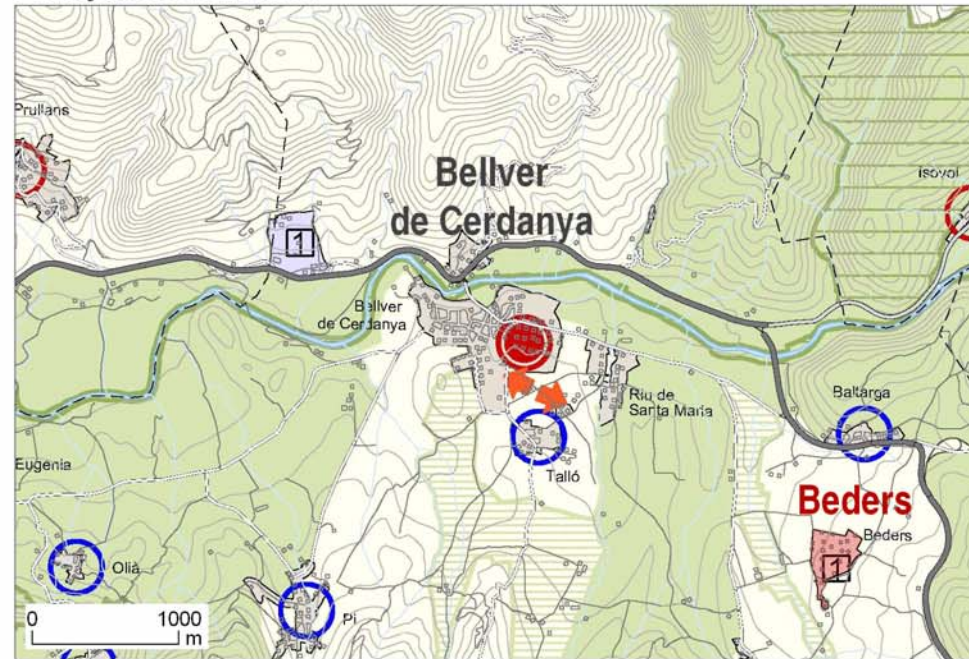 Prullans
Isovol
Bellver
de Cerdanya
1
Bellver
de Cerdanya
Baltarga
Riu de
Santa Maria
Eugènia
Talló
Beders
Beders
1
Olià
Pi
0 1000
m